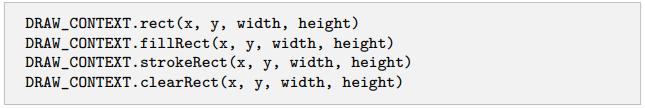 DRAW_CONTEXT.rect(x, y, width, height)
DRAW_CONTEXT.fillRect(x, y, width, height)
DRAW_CONTEXT.strokeRect(x, y, width, height)
DRAW_CONTEXT.clearRect(x, y, width, height)